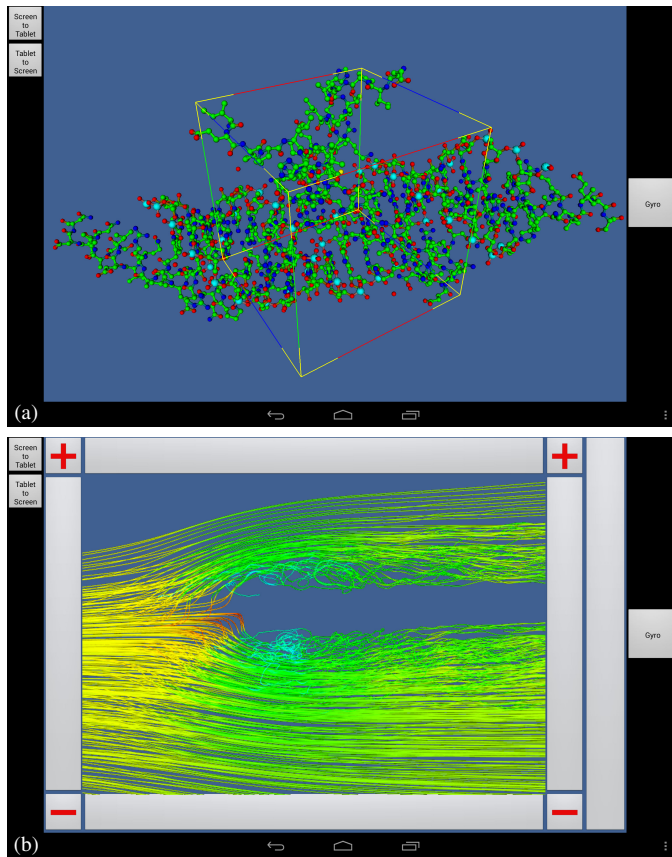 Screen
to
Tablet
Tablet
to
Screen
Gyro
(a)
Screen
to
Tablet
Tablet
to
Screen
Gyro
(b)